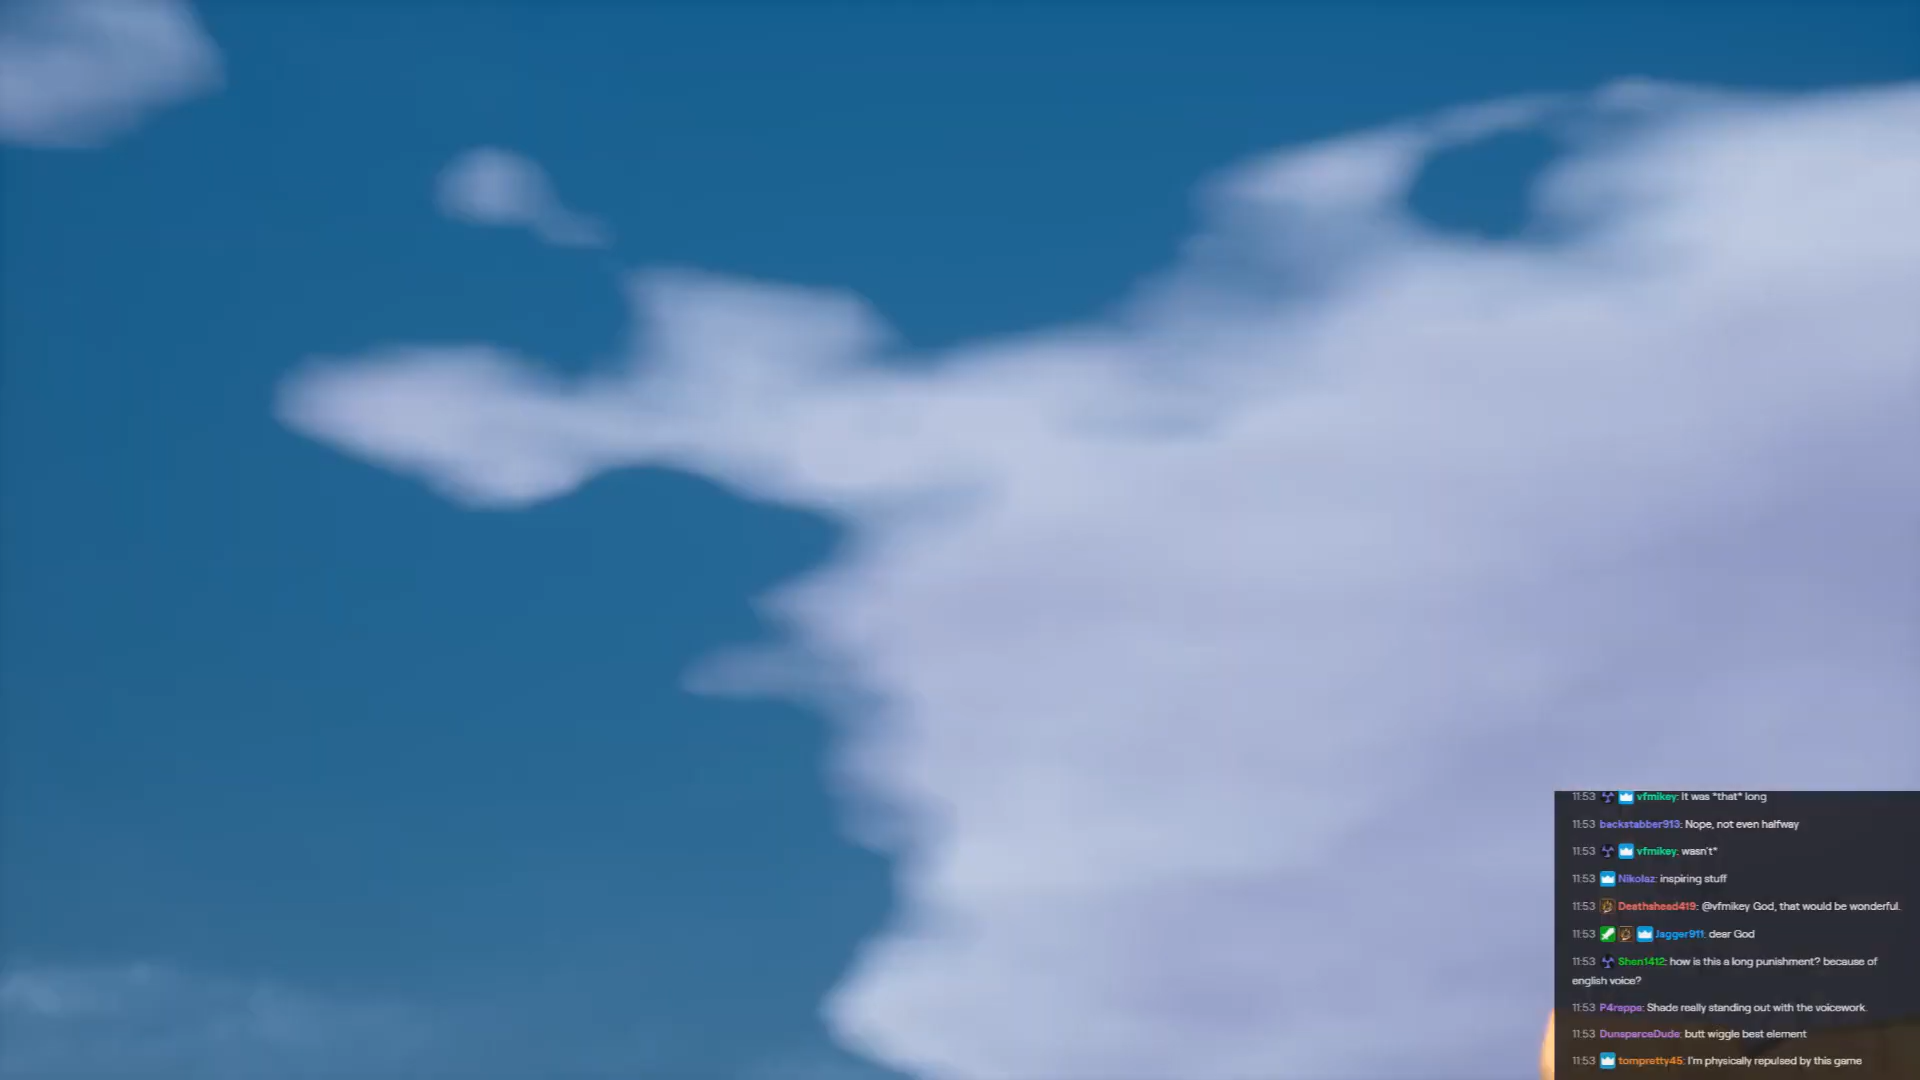 11:53 vfmikey: It was *that* long
11:53 backstabber913: Nope, not even halfway
11:53 vfmikey: wasn't*
11:53 Nikolaz: inspiring stuff
11:53 Deathshead419: @vfmikey God, that would be wonderful.
11:53 Jagger911: dear God
11:53 Shen1412: how is this a long punishment? because of
english voice?
11:53 P4rappa: Shade really standing out with the voicework.
11:53 DunsparceDude: butt wiggle best element
11:53 tompretty45: I'm physically repulsed by this game